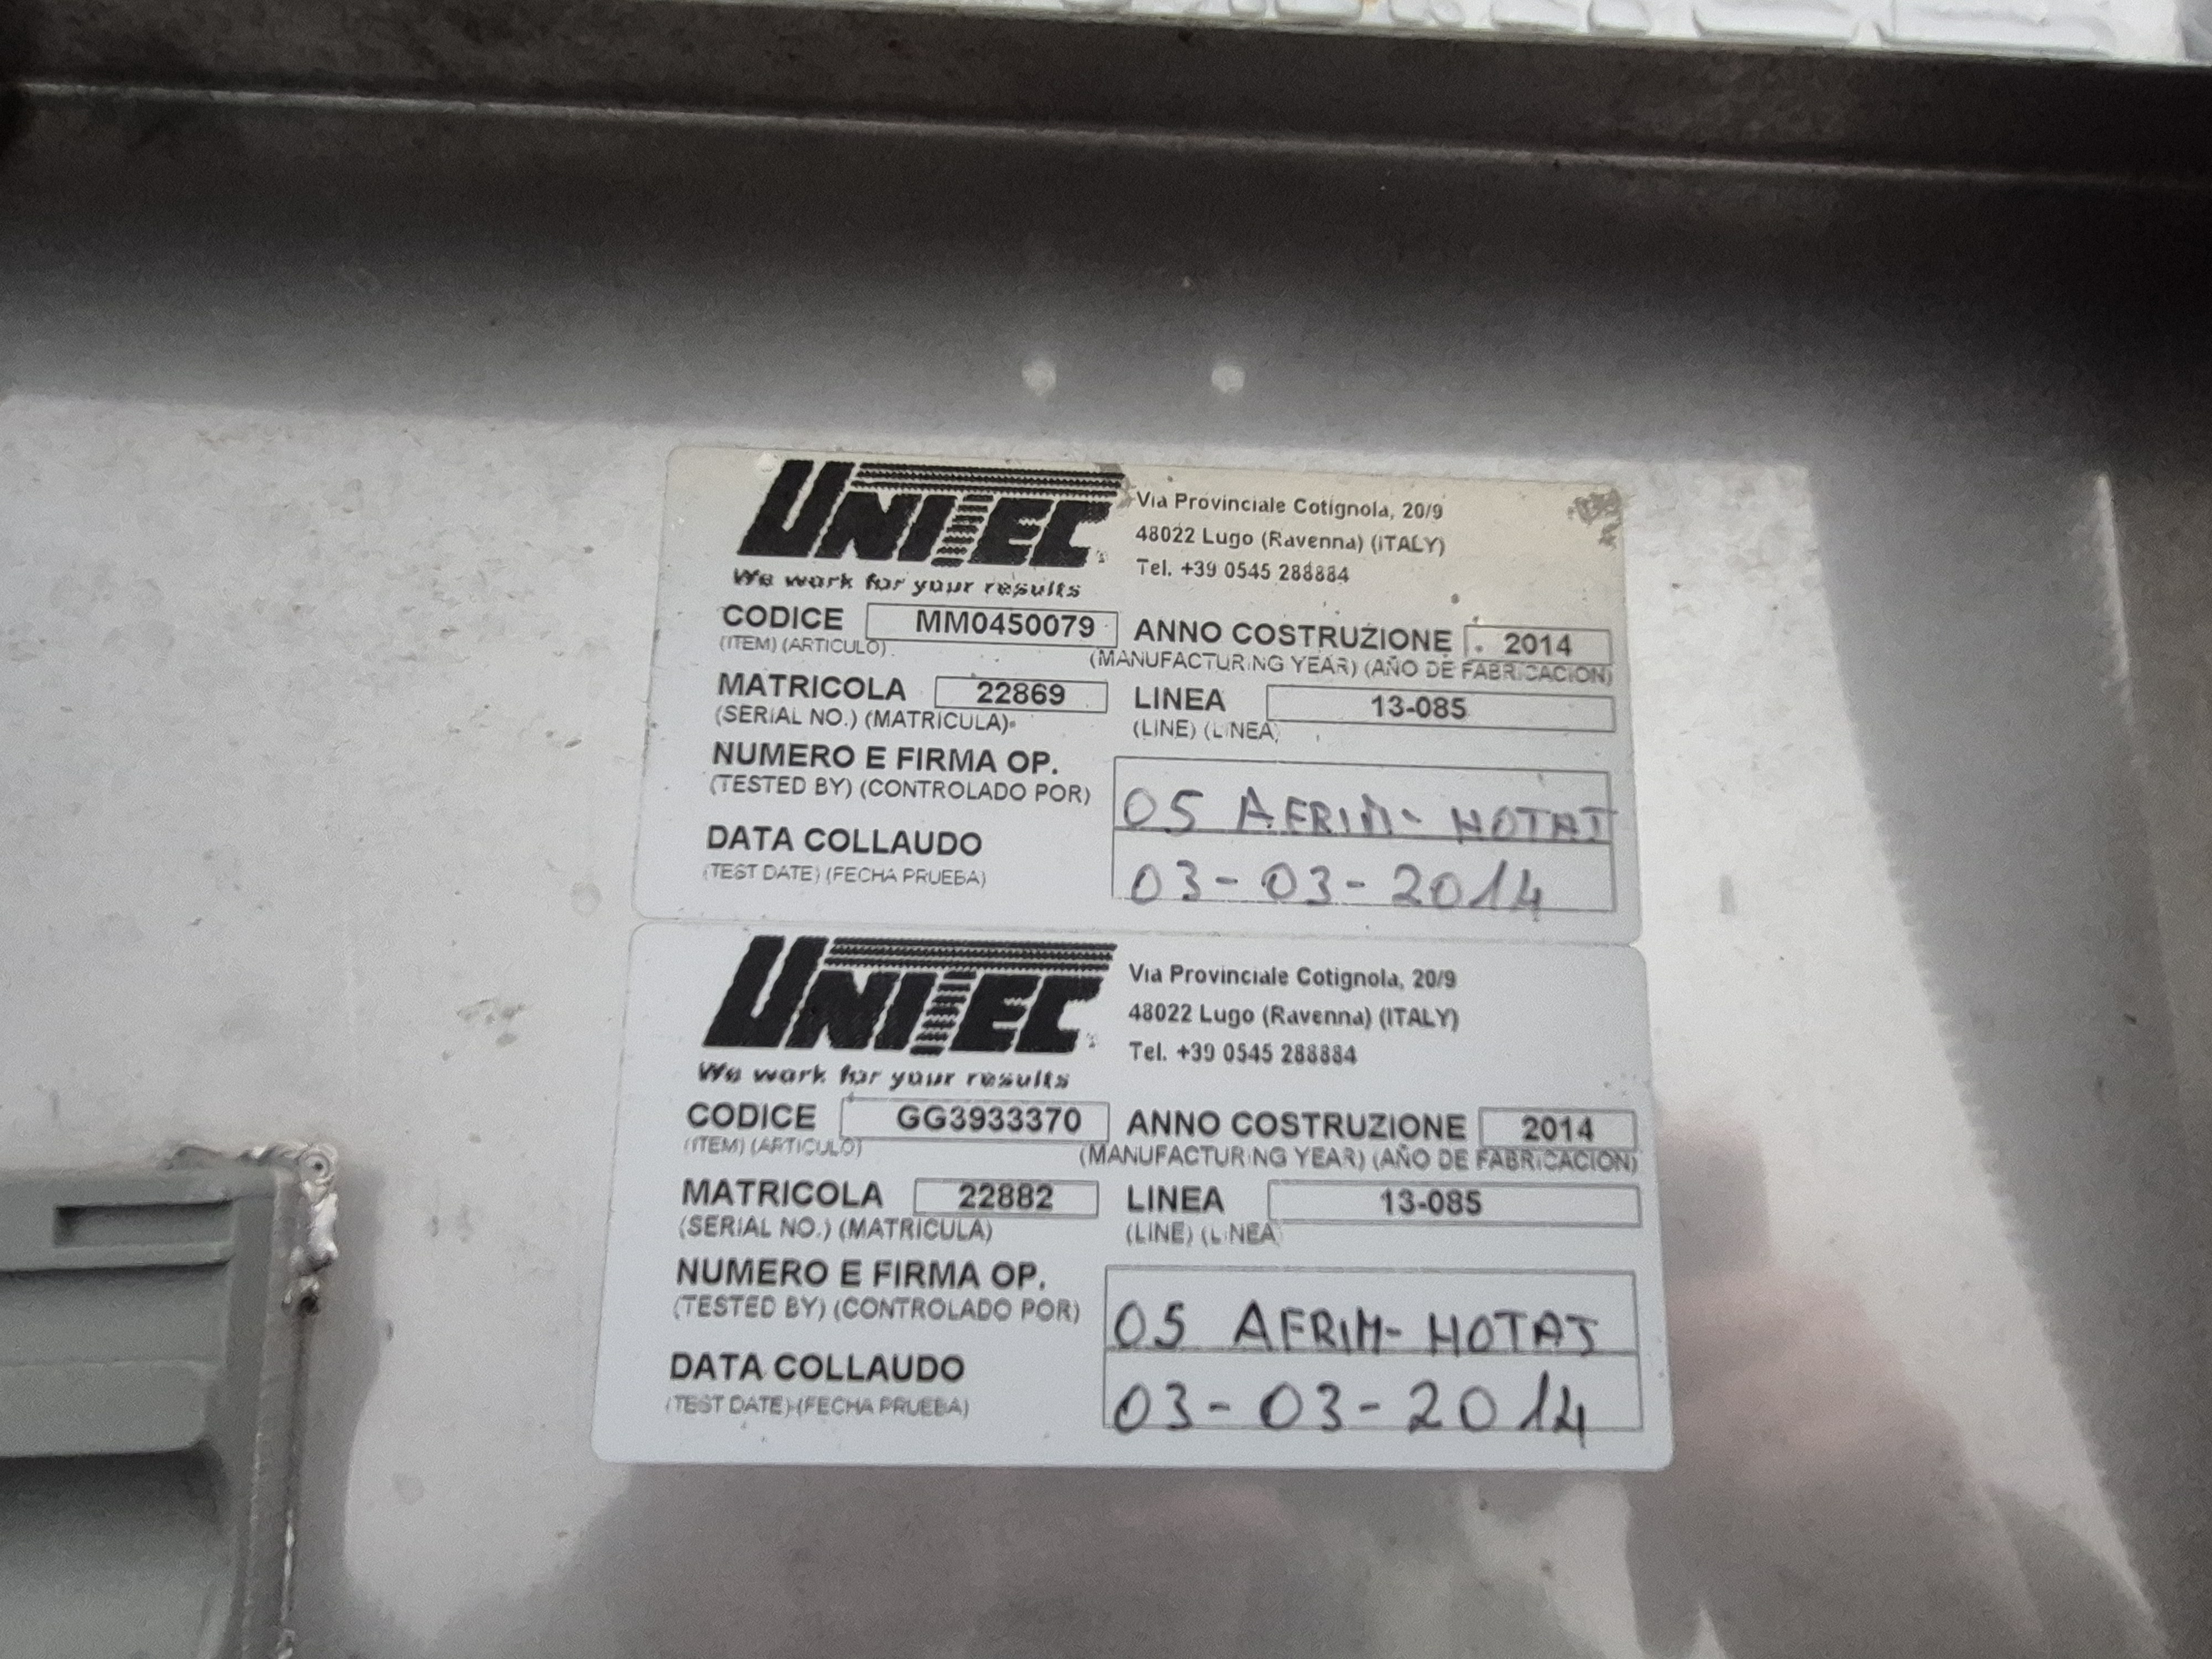 UNITEC
Via Provinciale Cotignola, 20/9
48022 Lugo (Ravenna) (ITALY)
Tel. +39 0545 288884
We work for your results
CODICE MM0450079 ANNO COSTRUZIONE . 2014
(ITEM) (ARTICULO) (MANUFACTURING YEAR) (AÑO DE FABRICACION)
MATRICOLA 22869 LINEA 13-085
(SERIAL NO.) (MATRICULA) (LINE) (LINEA)
NUMERO E FIRMA OP.
(TESTED BY) (CONTROLADO POR) 05 AFRIM- HOTAJ
DATA COLLAUDO
(TEST DATE) (FECHA PRUEBA) 03-03-2014
UNITEC
Via Provinciale Cotignola, 20/9
48022 Lugo (Ravenna) (ITALY)
Tel. +39 0545 288884
We work for your results
CODICE GG3933370 ANNO COSTRUZIONE 2014
(ITEM) (ARTICULO) (MANUFACTURING YEAR) (AÑO DE FABRICACION)
MATRICOLA 22882 LINEA 13-085
(SERIAL NO.) (MATRICULA) (LINE) (LINEA)
NUMERO E FIRMA OP.
(TESTED BY) (CONTROLADO POR) 05 AFRIM- HOTAJ
DATA COLLAUDO
(TEST DATE) (FECHA PRUEBA) 03-03-2014